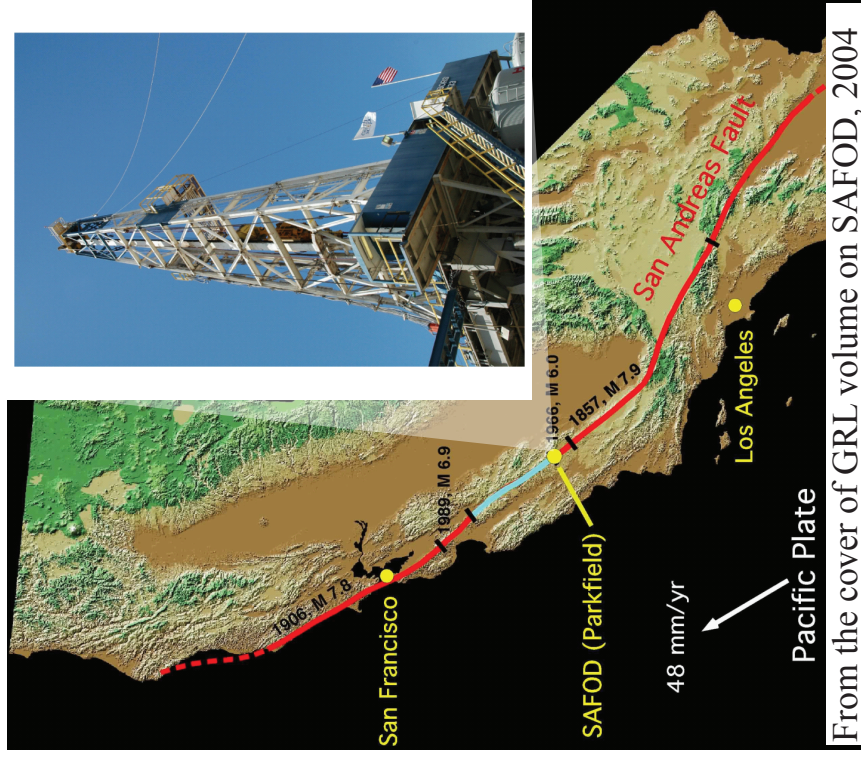 San Andreas Fault
1966, M 6.0
1857, M 7.9
1989, M 6.9
1906, M 7.8
Los Angeles
San Francisco
SAFOD (Parkfield)
48 mm/yr
Pacific Plate
From the cover of GRL volume on SAFOD, 2004